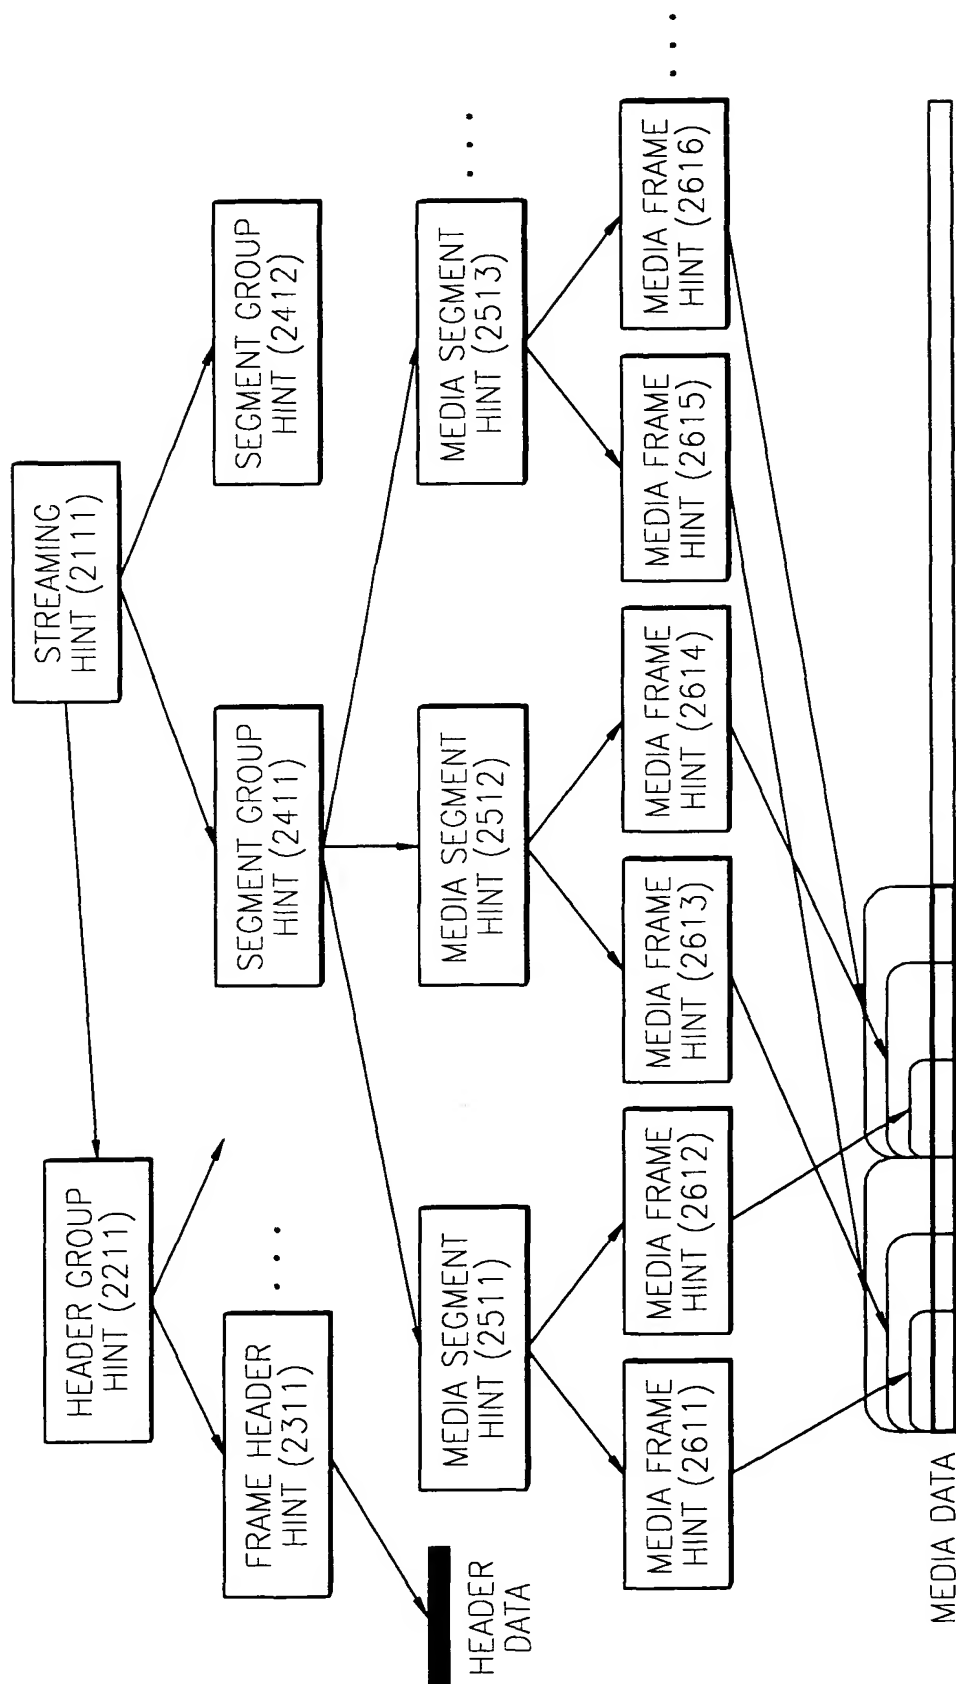 STREAMING
HINT (2111)
HEADER GROUP
HINT (2211)
SEGMENT GROUP
HINT (2411)
SEGMENT GROUP
HINT (2412)
FRAME HEADER
HINT (2311)
. . .
HEADER
DATA
MEDIA SEGMENT
HINT (2511)
MEDIA SEGMENT
HINT (2512)
MEDIA SEGMENT
HINT (2513)
. . .
MEDIA FRAME
HINT (2611)
MEDIA FRAME
HINT (2612)
MEDIA FRAME
HINT (2613)
MEDIA FRAME
HINT (2614)
MEDIA FRAME
HINT (2615)
MEDIA FRAME
HINT (2616)
. . .
MEDIA DATA